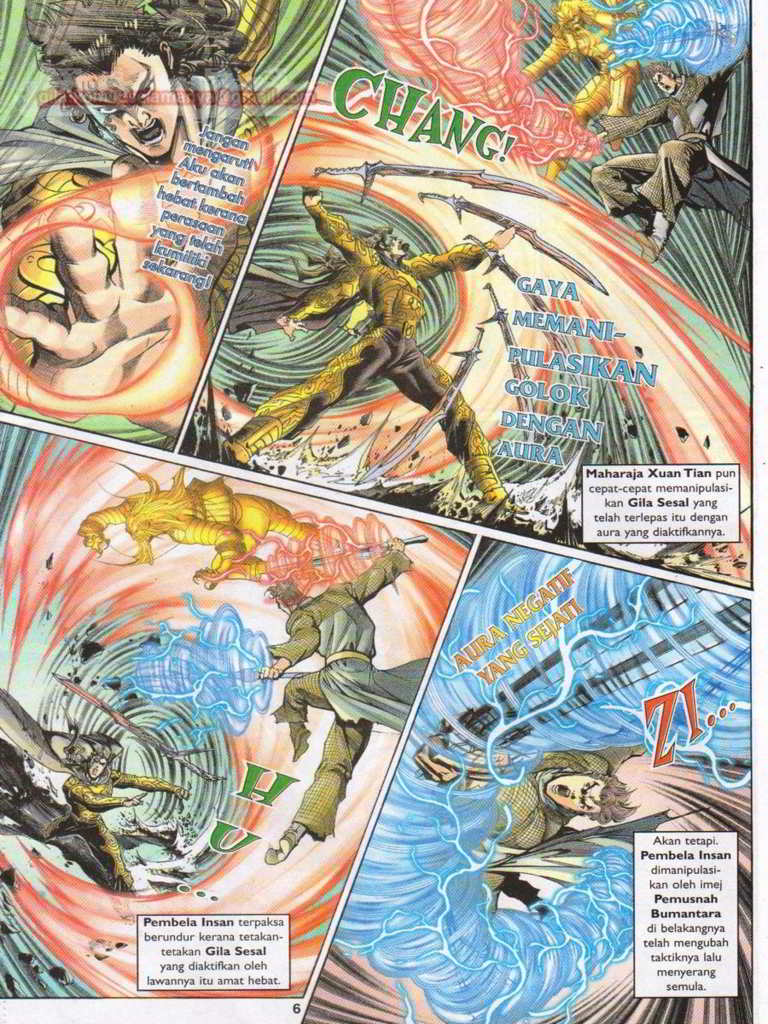 Jangan
mengarut!
Aku akan
bertambah
hebat kerana
perasaan
yang telah
kumiliki
sekarang!
CHANG!
GAYA
MEMANI-
PULASIKAN
GOLOK
DENGAN
AURA
Maharaja Xuan Tian pun
cepat-cepat memanipulasi-
kan Gila Sesal yang
telah terlepas itu dengan
aura yang diaktifkannya.
HU
...
Pembela Insan terpaksa
berundur kerana tetakan-
tetakan Gila Sesal
yang diaktifkan oleh
lawannya itu amat hebat.
AURA NEGATIF
YANG SEJATI
ZI...
Akan tetapi.
Pembela Insan
dimanipulasi-
kan oleh imej
Pemusnah
Bumantara
di belakangnya
telah mengubah
taktiknya lalu
menyerang
semula.
6